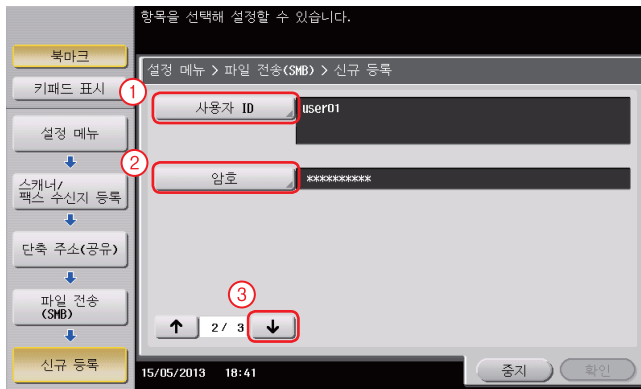 항목을 선택해 설정할 수 있습니다.
북마크
키패드 표시
설정 메뉴
스캐너/
팩스 수신지 등록
단축 주소(공유)
파일 전송
(SMB)
신규 등록
설정 메뉴 > 파일 전송(SMB) > 신규 등록
1
사용자 ID
user01
2
암호
**********
3
↑ 2/ 3 ↓
15/05/2013 18:41
중지
확인